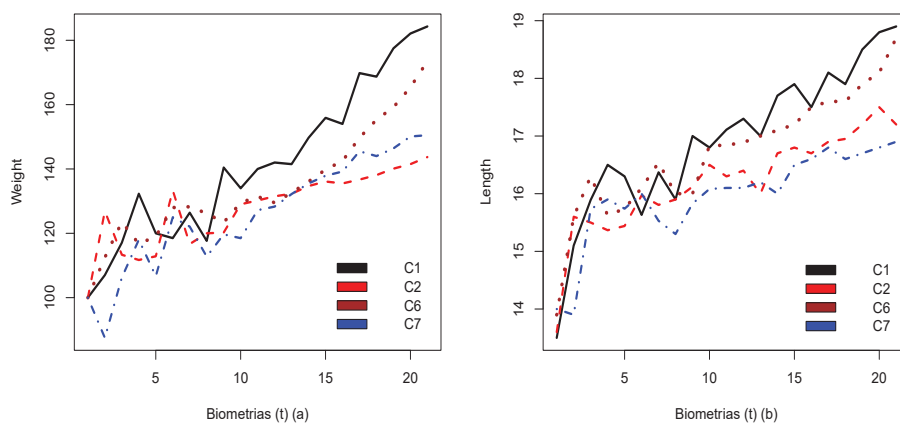 Weight
180
160
140
120
100
5 10 15 20
C1
C2
C6
C7
Biometrias (t) (a)
Length
19
18
17
16
15
14
5 10 15 20
C1
C2
C6
C7
Biometrias (t) (b)